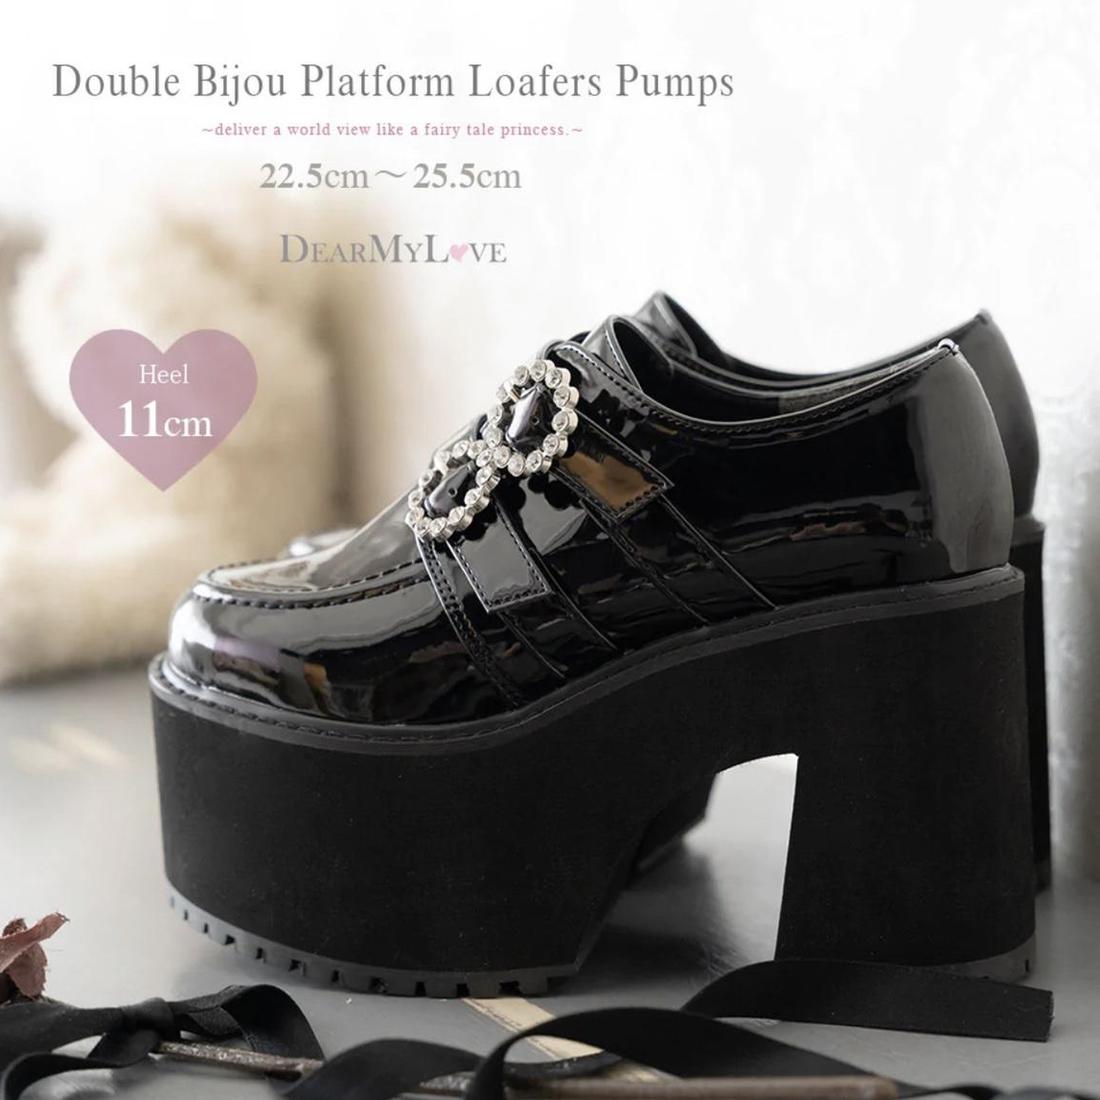 Double Bijou Platform Loafers Pumps
~deliver a world view like a fairy tale princess.~
22.5cm～25.5cm
DEARMYLOVE
Heel
11cm